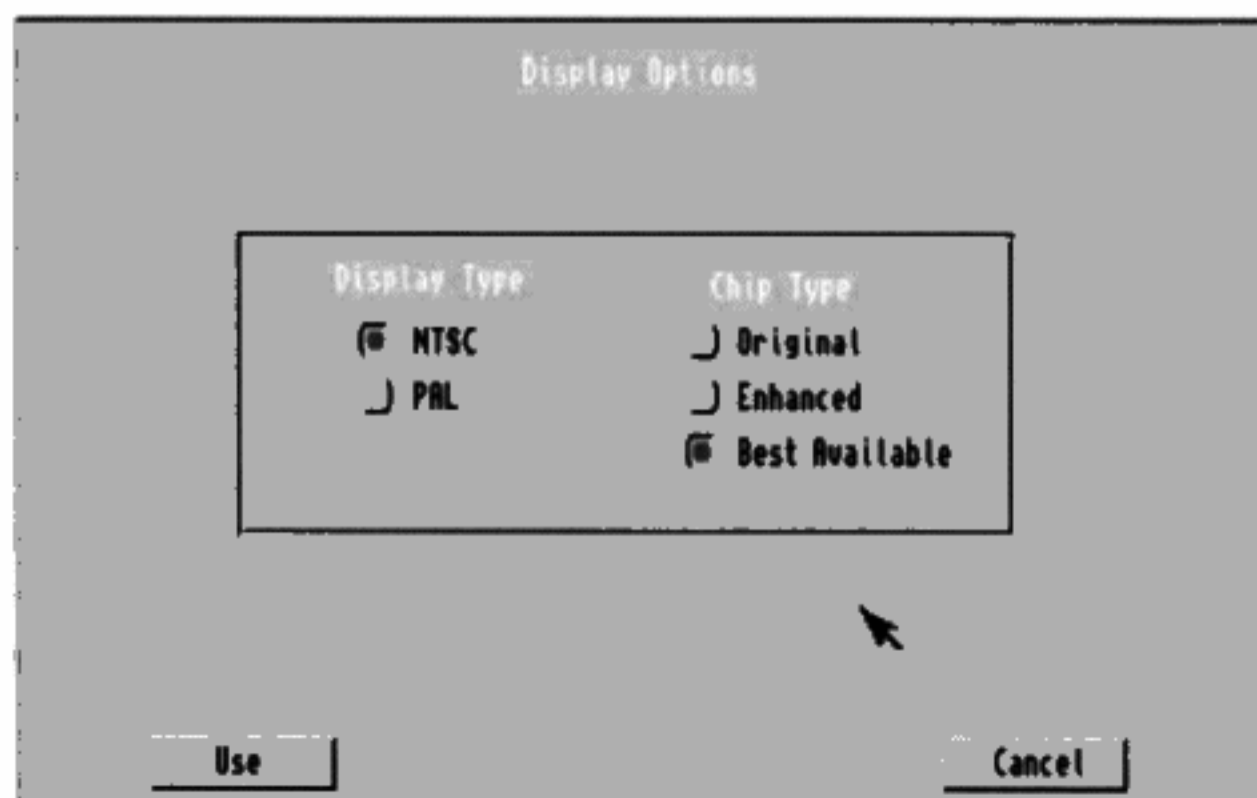 Display Options
Display Type
NTSC
PAL
Chip Type
Original
Enhanced
Best Available
Use
Cancel